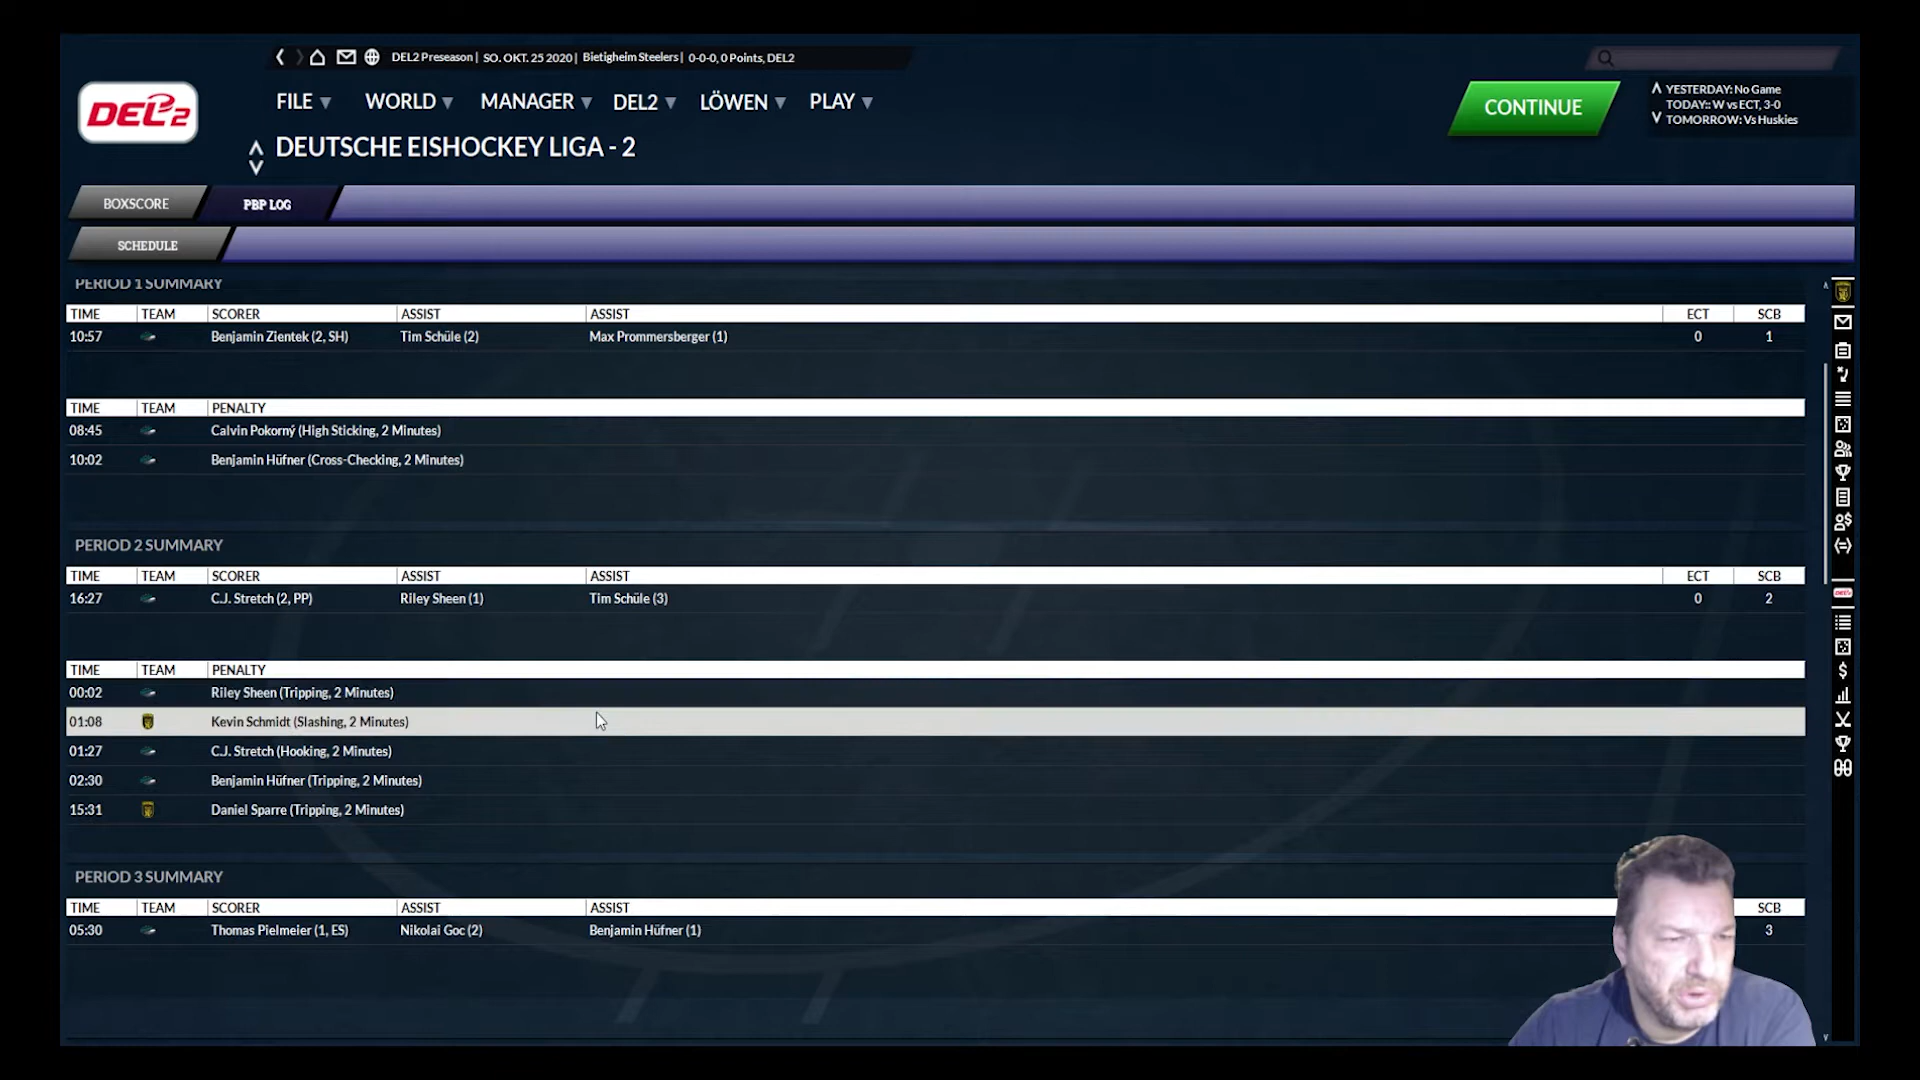 DEL2 Preseason | SO. OKT. 25 2020 | Bietigheim Steelers | 0-0-0, 0 Points, DEL2
DEL2
FILE WORLD MANAGER DEL2 LÖWEN PLAY
CONTINUE
YESTERDAY: No Game
TODAY:: W vs ECT, 3-0
TOMORROW: Vs Huskies
DEUTSCHE EISHOCKEY LIGA - 2
BOXSCORE PBP LOG
SCHEDULE
PERIOD 1 SUMMARY
TIME TEAM SCORER ASSIST ASSIST ECT SCB
10:57 Benjamin Zientek (2, SH) Tim Schüle (2) Max Prommersberger (1) 0 1
TIME TEAM PENALTY
08:45 Calvin Pokorný (High Sticking, 2 Minutes)
10:02 Benjamin Hüfner (Cross-Checking, 2 Minutes)
PERIOD 2 SUMMARY
TIME TEAM SCORER ASSIST ASSIST ECT SCB
16:27 C.J. Stretch (2, PP) Riley Sheen (1) Tim Schüle (3) 0 2
TIME TEAM PENALTY
00:02 Riley Sheen (Tripping, 2 Minutes)
01:08 Kevin Schmidt (Slashing, 2 Minutes)
01:27 C.J. Stretch (Hooking, 2 Minutes)
02:30 Benjamin Hüfner (Tripping, 2 Minutes)
15:31 Daniel Sparre (Tripping, 2 Minutes)
PERIOD 3 SUMMARY
TIME TEAM SCORER ASSIST ASSIST SCB
05:30 Thomas Pielmeier (1, ES) Nikolai Goc (2) Benjamin Hüfner (1) 3